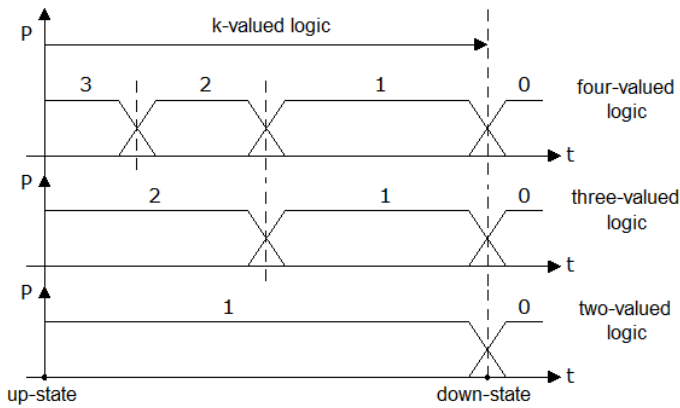 P
k-valued logic
3 2 1 0
four-valued
logic
t
P
2 1 0
three-valued
logic
t
P
1 0
two-valued
logic
t
up-state
down-state